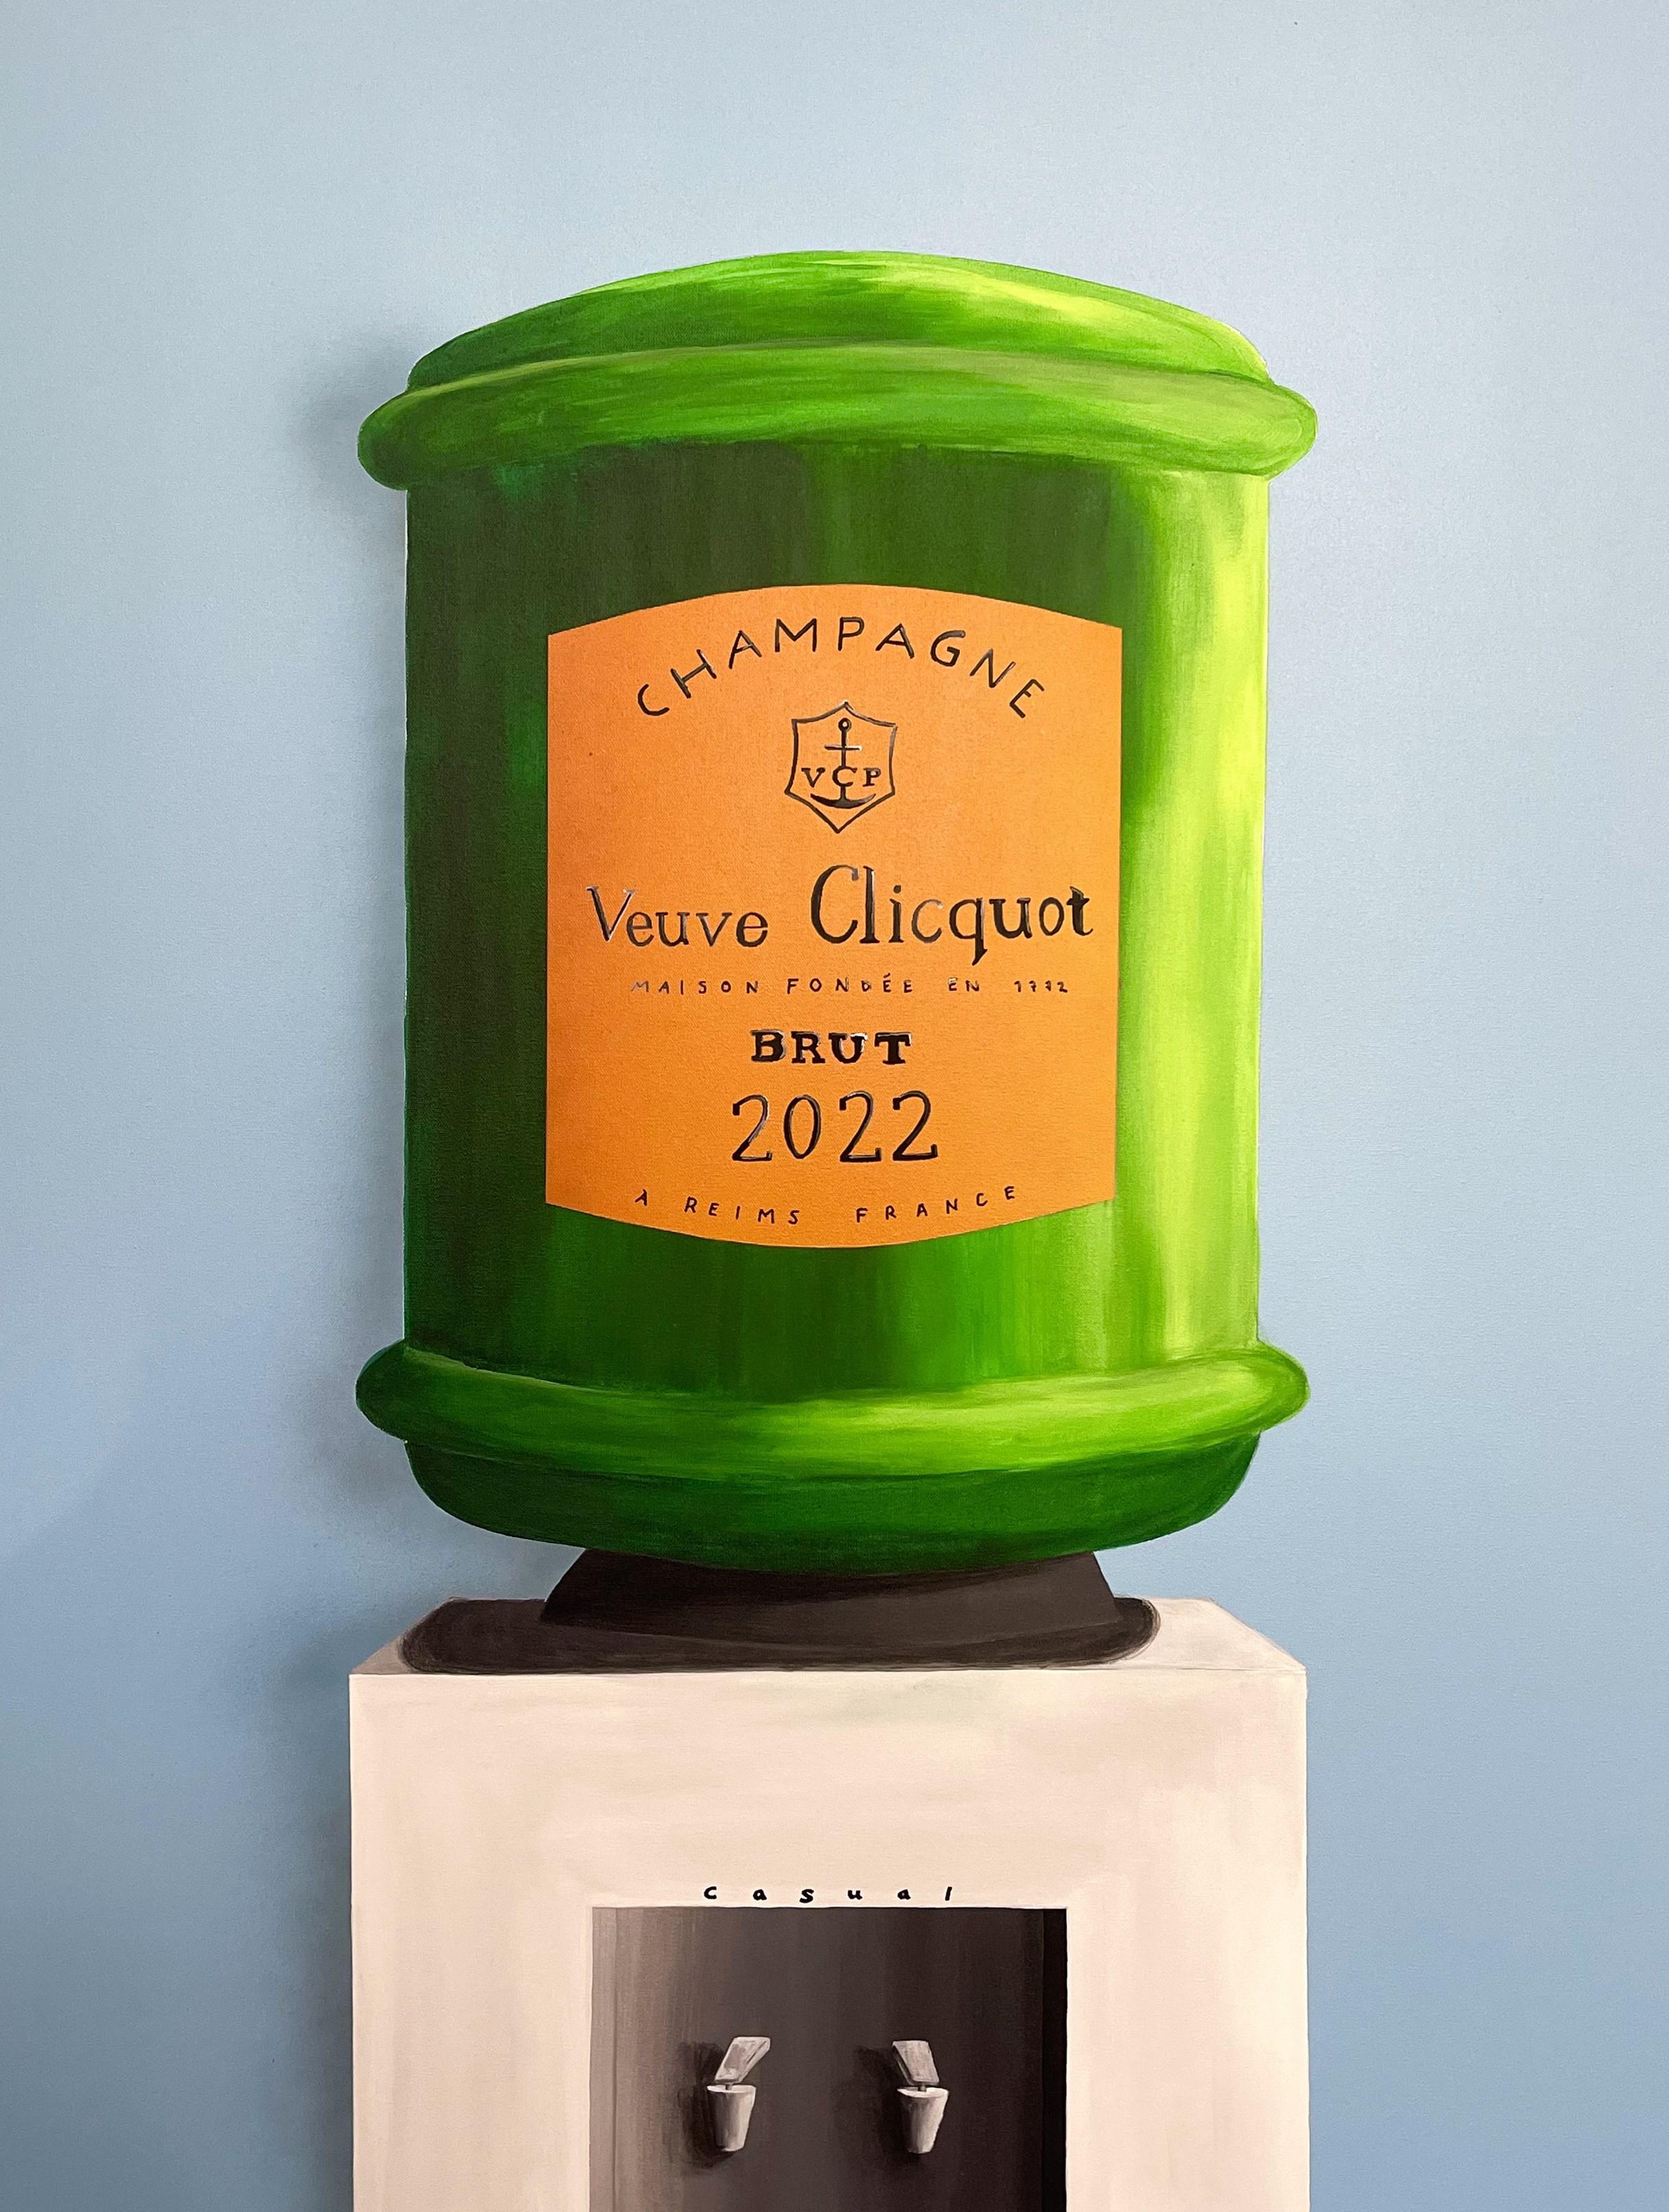 CHAMPAGNE
VCP
Veuve Clicquot
MAISON FONDÉE EN 1772
BRUT
2022
A REIMS FRANCE
casual